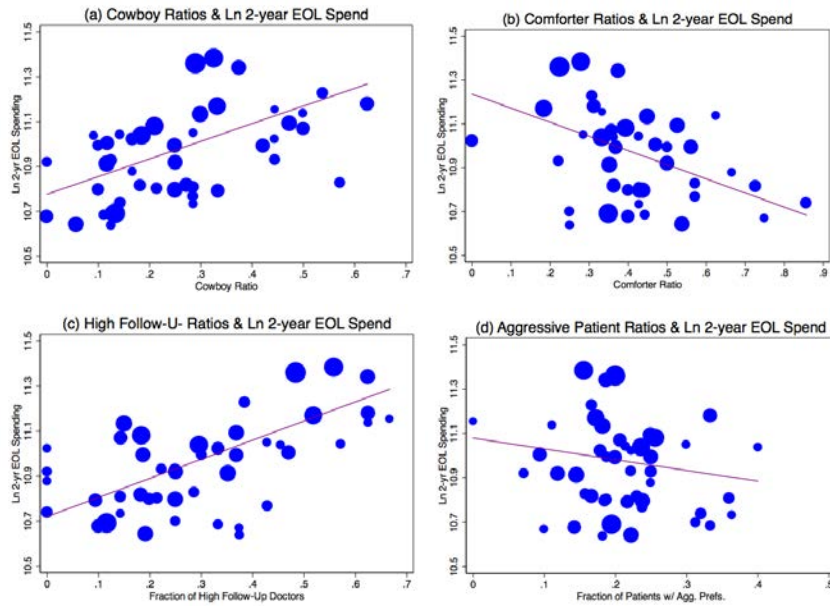 (a) Cowboy Ratios & Ln 2-year EOL Spend
Ln 2-yr EOL Spending
11.5
11.3
11.1
10.9
10.7
10.5
0 .1 .2 .3 .4 .5 .6 .7
Cowboy Ratio
(b) Comforter Ratios & Ln 2-year EOL Spend
Ln 2-yr EOL Spending
11.5
11.3
11.1
10.9
10.7
10.5
0 .1 .2 .3 .4 .5 .6 .7 .8 .9
Comforter Ratio
(c) High Follow-U- Ratios & Ln 2-year EOL Spend
Ln 2-yr EOL Spending
11.5
11.3
11.1
10.9
10.7
10.5
0 .1 .2 .3 .4 .5 .6 .7
Fraction of High Follow-Up Doctors
(d) Aggressive Patient Ratios & Ln 2-year EOL Spend
Ln 2-yr EOL Spending
11.5
11.3
11.1
10.9
10.7
10.5
0 .1 .2 .3 .4 .5
Fraction of Patients w/ Agg. Prefs.